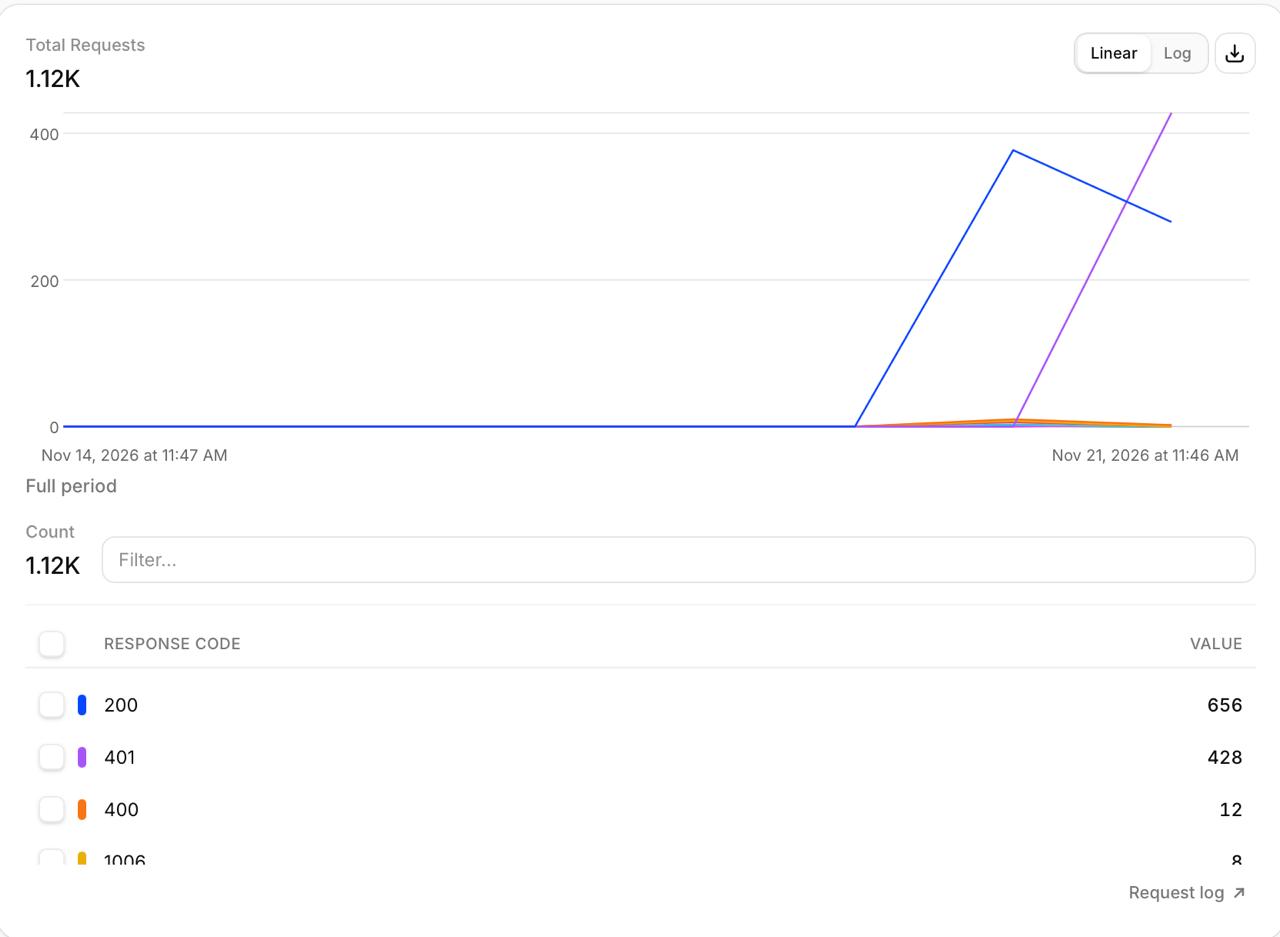 Total Requests
1.12K
Linear Log
400
200
0
Nov 14, 2026 at 11:47 AM Nov 21, 2026 at 11:46 AM
Full period
Count
1.12K
Filter...
RESPONSE CODE VALUE
200 656
401 428
400 12
1006 8
Request log